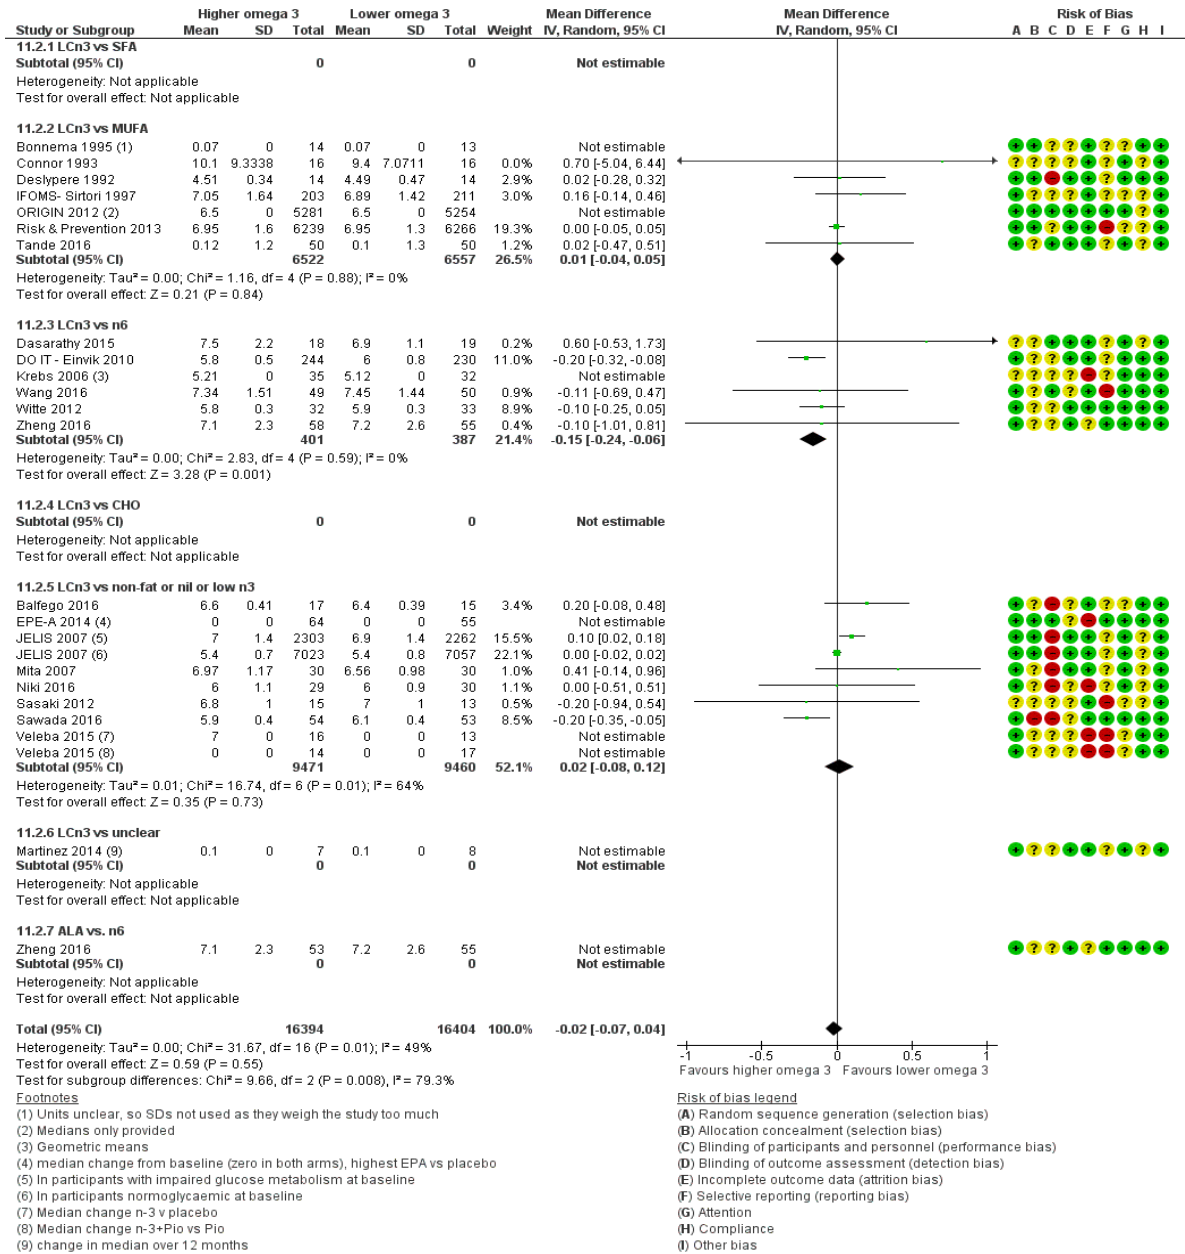 Higher omega 3 Lower omega 3 Mean Difference Mean Difference Risk of Bias
Study or Subgroup Mean SD Total Mean SD Total Weight IV, Random, 95% CI IV, Random, 95% CI A B C D E F G H I
11.2.1 LCn3 vs SFA
Subtotal (95% CI) 0 0 Not estimable
Heterogeneity: Not applicable
Test for overall effect: Not applicable
11.2.2 LCn3 vs MUFA
Bonnema 1995 (1) 0.07 0 14 0.07 0 13 Not estimable
Connor 1993 10.1 9.3338 16 9.4 7.0711 16 0.0% 0.70 [-5.04, 6.44]
Deslypere 1992 4.51 0.34 14 4.49 0.47 14 2.9% 0.02 [-0.28, 0.32]
IFOMS- Sirtori 1997 7.05 1.64 203 6.89 1.42 211 3.0% 0.16 [-0.14, 0.46]
ORIGIN 2012 (2) 6.5 0 5281 6.5 0 5254 Not estimable
Risk & Prevention 2013 6.95 1.6 6239 6.95 1.3 6266 19.3% 0.00 [-0.05, 0.05]
Tande 2016 0.12 1.2 50 0.1 1.3 50 1.2% 0.02 [-0.47, 0.51]
Subtotal (95% CI) 6522 6557 26.5% 0.01 [-0.04, 0.05]
Heterogeneity: Tau² = 0.00; Chi² = 1.16, df = 4 (P = 0.88); I² = 0%
Test for overall effect: Z = 0.21 (P = 0.84)
11.2.3 LCn3 vs n6
Dasarathy 2015 7.5 2.2 18 6.9 1.1 19 0.2% 0.60 [-0.53, 1.73]
DO IT - Einvik 2010 5.8 0.5 244 6 0.8 230 11.0% -0.20 [-0.32, -0.08]
Krebs 2006 (3) 5.21 0 35 5.12 0 32 Not estimable
Wang 2016 7.34 1.51 49 7.45 1.44 50 0.9% -0.11 [-0.69, 0.47]
Witte 2012 5.8 0.3 32 5.9 0.3 33 8.9% -0.10 [-0.25, 0.05]
Zheng 2016 7.1 2.3 58 7.2 2.6 55 0.4% -0.10 [-1.01, 0.81]
Subtotal (95% CI) 401 387 21.4% -0.15 [-0.24, -0.06]
Heterogeneity: Tau² = 0.00; Chi² = 2.83, df = 4 (P = 0.59); I² = 0%
Test for overall effect: Z = 3.28 (P = 0.001)
11.2.4 LCn3 vs CHO
Subtotal (95% CI) 0 0 Not estimable
Heterogeneity: Not applicable
Test for overall effect: Not applicable
11.2.5 LCn3 vs non-fat or nil or low n3
Balfego 2016 6.6 0.41 17 6.4 0.39 15 3.4% 0.20 [-0.08, 0.48]
EPE-A 2014 (4) 0 0 64 0 0 55 Not estimable
JELIS 2007 (5) 7 1.4 2303 6.9 1.4 2262 15.5% 0.10 [0.02, 0.18]
JELIS 2007 (6) 5.4 0.7 7023 5.4 0.8 7057 22.1% 0.00 [-0.02, 0.02]
Mita 2007 6.97 1.17 30 6.56 0.98 30 1.0% 0.41 [-0.14, 0.96]
Niki 2016 6 1.1 29 6 0.9 30 1.1% 0.00 [-0.51, 0.51]
Sasaki 2012 6.8 1 15 7 1 13 0.5% -0.20 [-0.94, 0.54]
Sawada 2016 5.9 0.4 54 6.1 0.4 53 8.5% -0.20 [-0.35, -0.05]
Veleba 2015 (7) 7 0 16 0 0 13 Not estimable
Veleba 2015 (8) 0 0 14 0 0 17 Not estimable
Subtotal (95% CI) 9471 9460 52.1% 0.02 [-0.08, 0.12]
Heterogeneity: Tau² = 0.01; Chi² = 16.74, df = 6 (P = 0.01); I² = 64%
Test for overall effect: Z = 0.35 (P = 0.73)
11.2.6 LCn3 vs unclear
Martinez 2014 (9) 0.1 0 7 0.1 0 8 Not estimable
Subtotal (95% CI) 0 0 Not estimable
Heterogeneity: Not applicable
Test for overall effect: Not applicable
11.2.7 ALA vs. n6
Zheng 2016 7.1 2.3 53 7.2 2.6 55 Not estimable
Subtotal (95% CI) 0 0 Not estimable
Heterogeneity: Not applicable
Test for overall effect: Not applicable
Total (95% CI) 16394 16404 100.0% -0.02 [-0.07, 0.04]
Heterogeneity: Tau² = 0.00; Chi² = 31.67, df = 16 (P = 0.01); I² = 49%
Test for overall effect: Z = 0.59 (P = 0.55)
Test for subgroup differences: Chi² = 9.66, df = 2 (P = 0.008), I² = 79.3%
-1 -0.5 0 0.5 1
Favours higher omega 3 Favours lower omega 3
Footnotes
(1) Units unclear, so SDs not used as they weigh the study too much
(2) Medians only provided
(3) Geometric means
(4) median change from baseline (zero in both arms), highest EPA vs placebo
(5) In participants with impaired glucose metabolism at baseline
(6) In participants normoglycaemic at baseline
(7) Median change n-3 v placebo
(8) Median change n-3+Pio vs Pio
(9) change in median over 12 months
Risk of bias legend
(A) Random sequence generation (selection bias)
(B) Allocation concealment (selection bias)
(C) Blinding of participants and personnel (performance bias)
(D) Blinding of outcome assessment (detection bias)
(E) Incomplete outcome data (attrition bias)
(F) Selective reporting (reporting bias)
(G) Attention
(H) Compliance
(I) Other bias